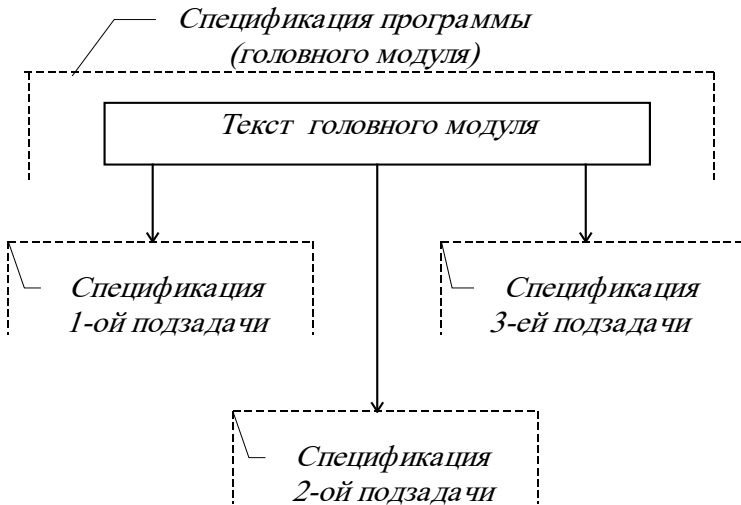 Спецификация программы
(головного модуля)
Текст головного модуля
Спецификация
1-ой подзадачи
Спецификация
3-ей подзадачи
Спецификация
2-ой подзадачи